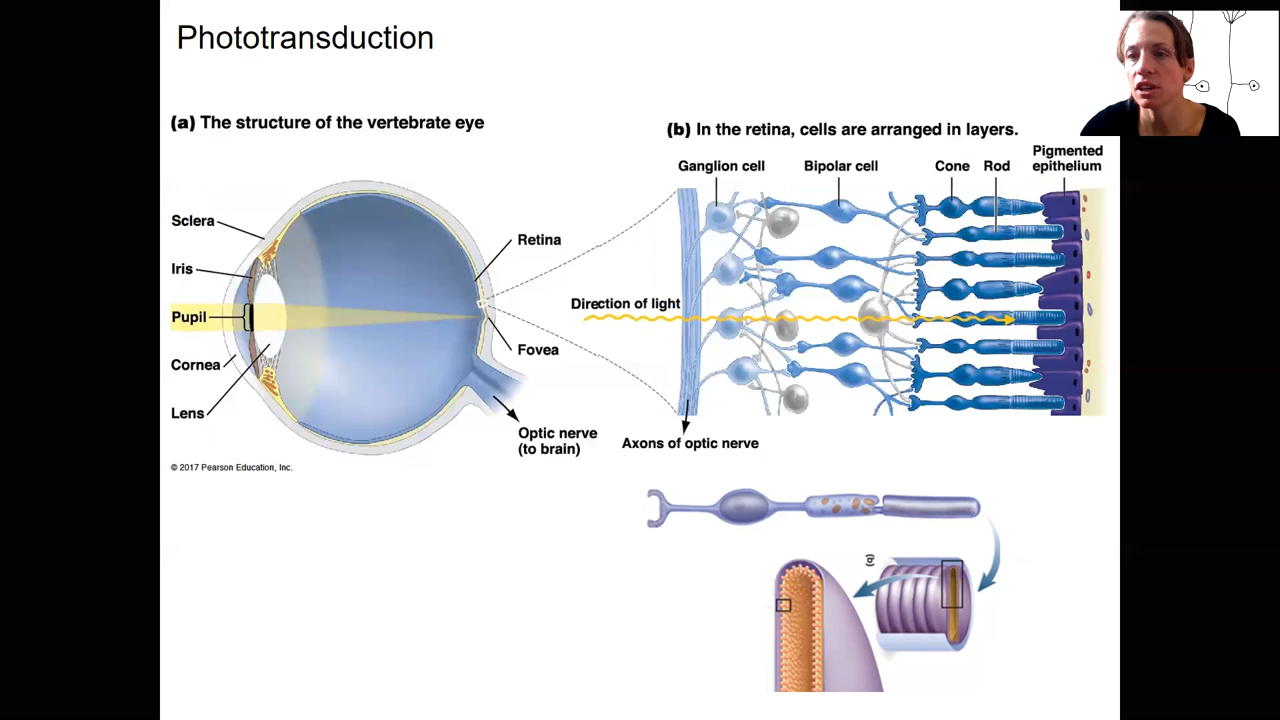 Phototransduction
(a) The structure of the vertebrate eye
Sclera
Iris
Pupil
Cornea
Lens
Retina
Fovea
Optic nerve
(to brain)
© 2017 Pearson Education, Inc.
(b) In the retina, cells are arranged in layers.
Ganglion cell
Bipolar cell
Cone
Rod
Pigmented
epithelium
Direction of light
Axons of optic nerve
(b)